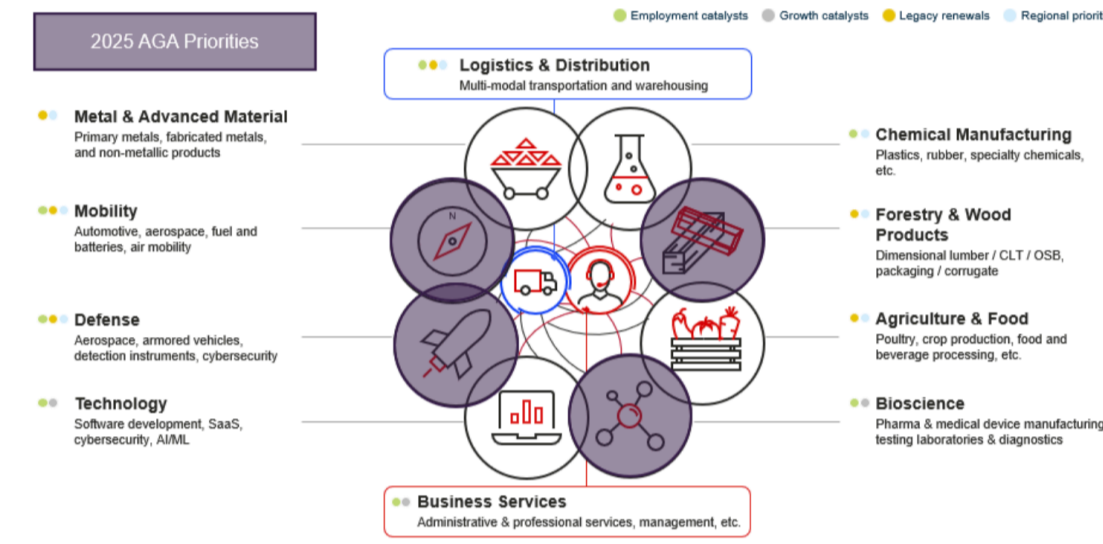 Employment catalysts
Growth catalysts
Legacy renewals
Regional priorit
2025 AGA Priorities
Logistics & Distribution
Multi-modal transportation and warehousing
Metal & Advanced Material
Primary metals, fabricated metals,
and non-metallic products
Mobility
Automotive, aerospace, fuel and
batteries, air mobility
Defense
Aerospace, armored vehicles,
detection instruments, cybersecurity
Technology
Software development, SaaS,
cybersecurity, AI/ML
N
Chemical Manufacturing
Plastics, rubber, specialty chemicals,
etc.
Forestry & Wood
Products
Dimensional lumber / CLT / OSB,
packaging / corrugate
Agriculture & Food
Poultry, crop production, food and
beverage processing, etc.
Bioscience
Pharma & medical device manufacturing
testing laboratories & diagnostics
Business Services
Administrative & professional services, management, etc.